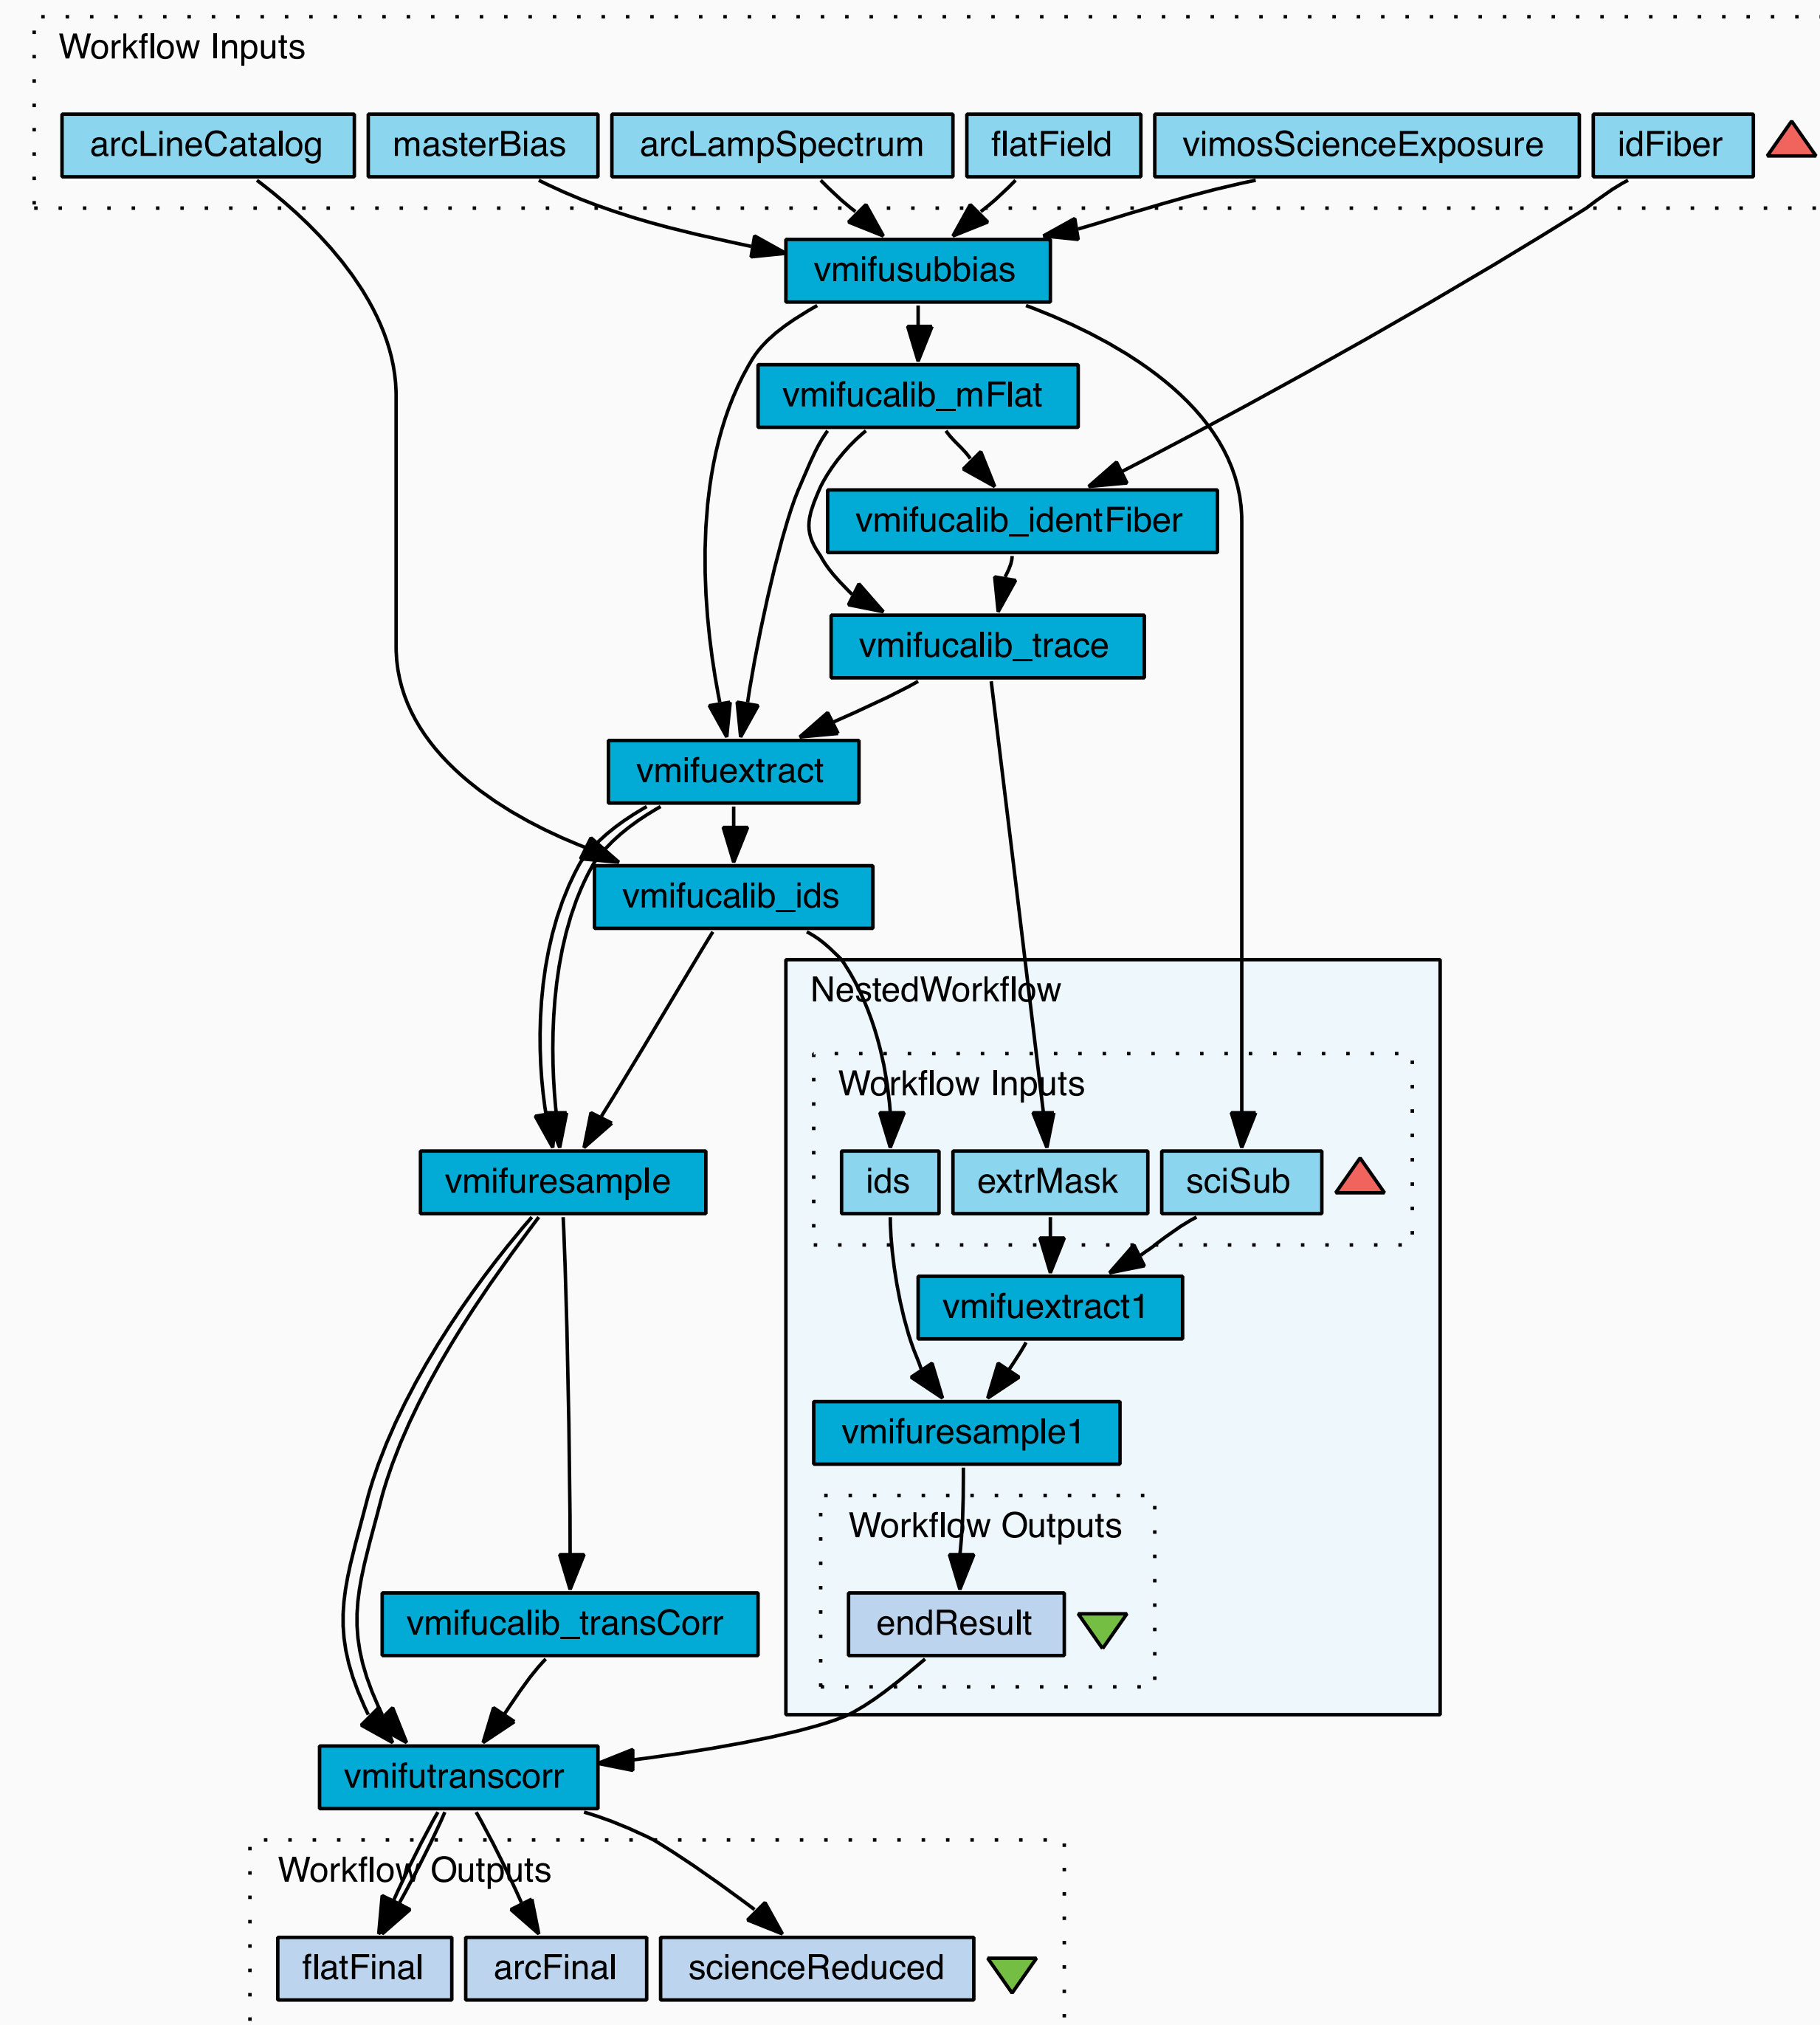 Workflow Inputs
arcLineCatalog
masterBias
arcLampSpectrum
flatField
vimosScienceExposure
idFiber
vmifusubbias
vmifucalib_mFlat
vmifucalib_identFiber
vmifucalib_trace
vmifuextract
vmifucalib_ids
NestedWorkflow
Workflow Inputs
vmifuresample
ids
extrMask
sciSub
vmifuextract1
vmifuresample1
Workflow Outputs
vmifucalib_transCorr
endResult
vmifutranscorr
Workflow Outputs
flatFinal
arcFinal
scienceReduced